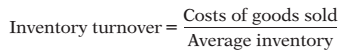 Inventory turnover = Costs of goods sold / Average inventory